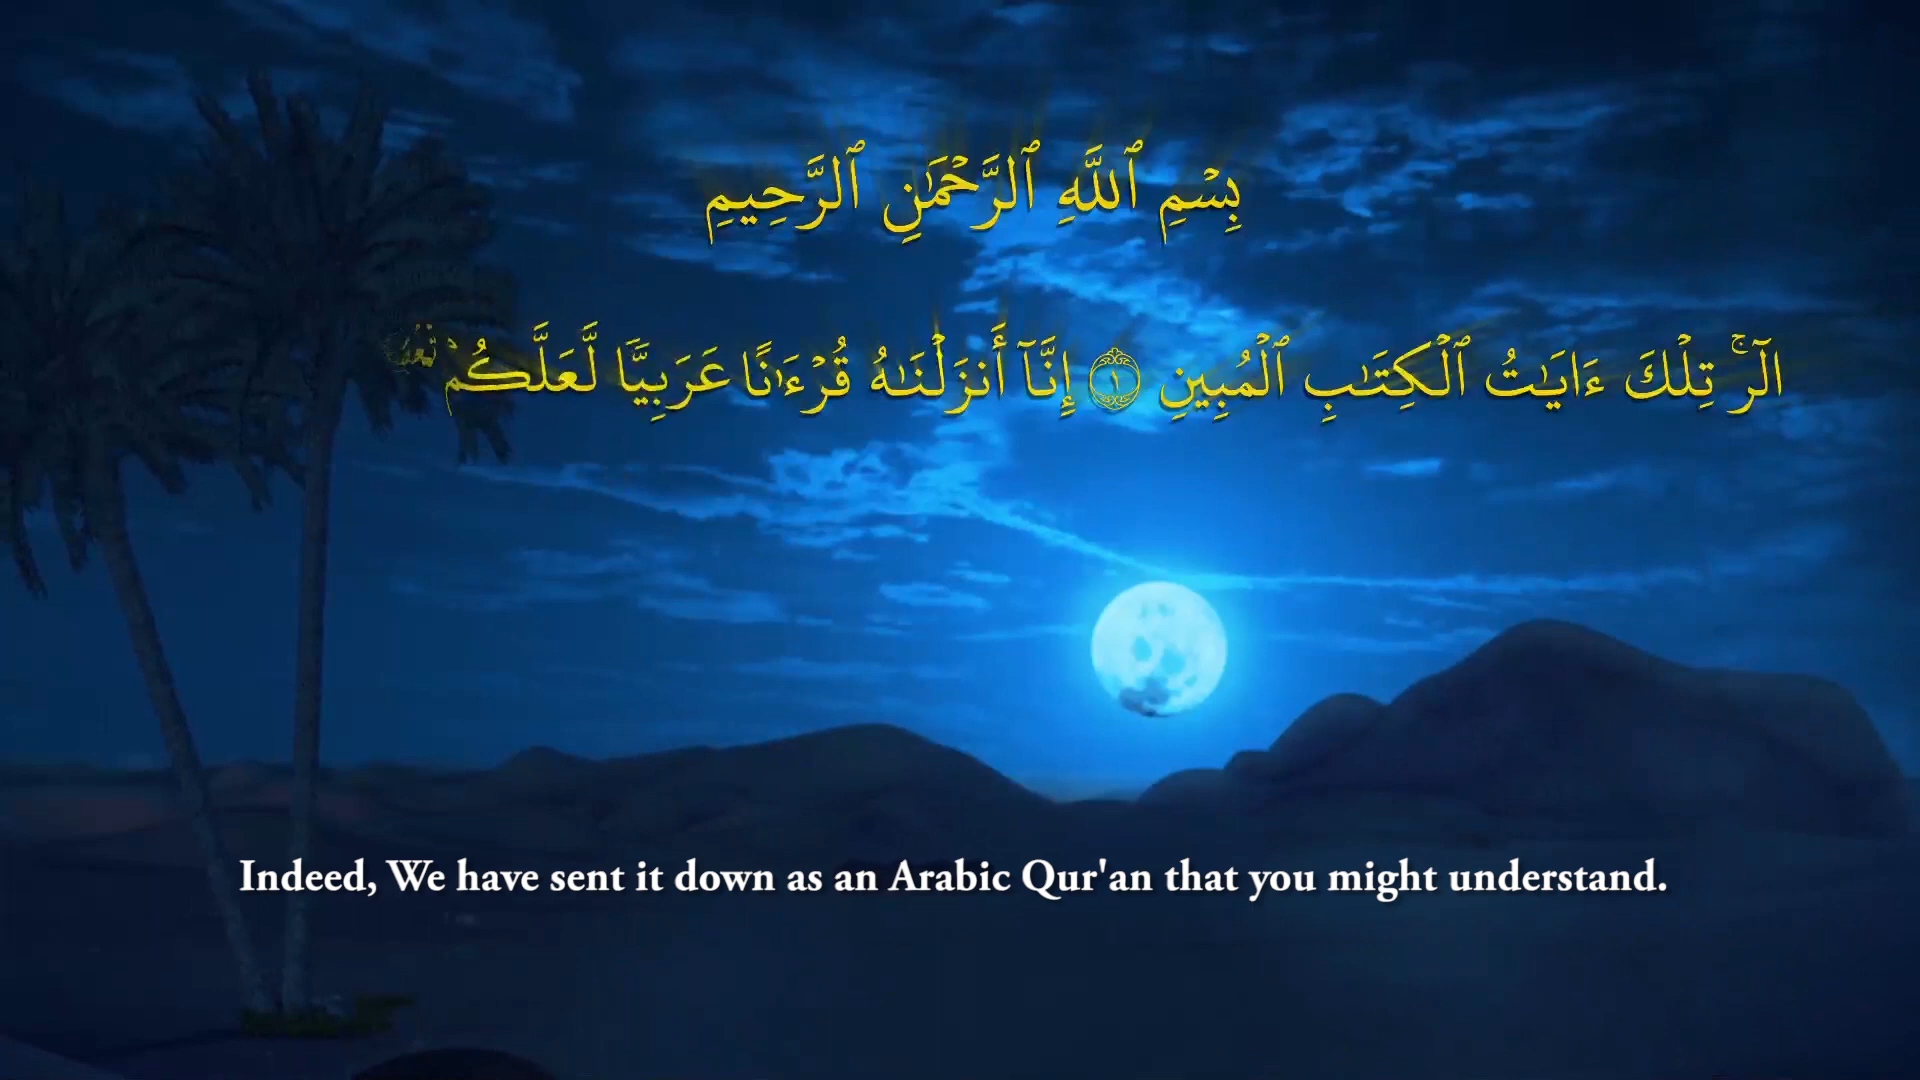 بِسْمِ ٱللَّهِ ٱلرَّحْمَٰنِ ٱلرَّحِيمِ
الٓرۚ تِلْكَ ءَايَٰتُ ٱلْكِتَٰبِ ٱلْمُبِينِ ١ إِنَّآ أَنزَلْنَٰهُ قُرْءَٰنًا عَرَبِيًّا لَّعَلَّكُمْ
Indeed, We have sent it down as an Arabic Qur'an that you might understand.